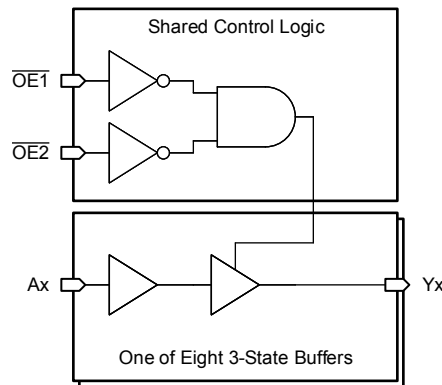 Shared Control Logic
OE1
OE2
Ax
Yx
One of Eight 3-State Buffers